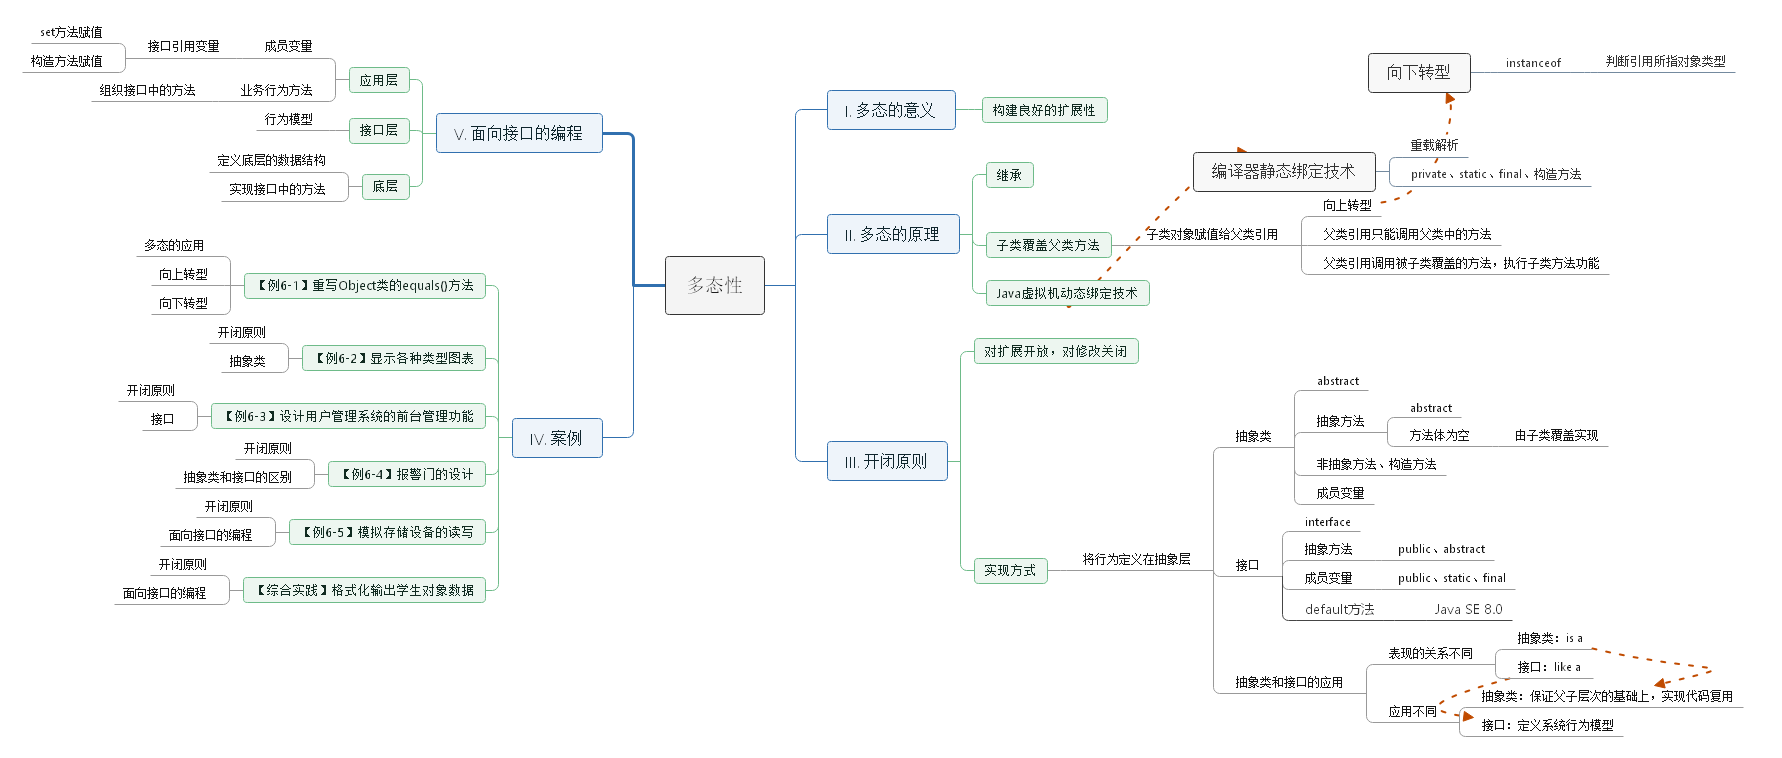 多态性
I. 多态的意义
构建良好的扩展性
II. 多态的原理
继承
子类覆盖父类方法
子类对象赋值给父类引用
向上转型
父类引用只能调用父类中的方法
父类引用调用被子类覆盖的方法，执行子类方法功能
Java虚拟机动态绑定技术
编译器静态绑定技术
重载解析
private、static、final、构造方法
向下转型
instanceof
判断引用所指对象类型
III. 开闭原则
对扩展开放，对修改关闭
实现方式
将行为定义在抽象层
抽象类
abstract
抽象方法
abstract
方法体为空
由子类覆盖实现
非抽象方法、构造方法
成员变量
接口
interface
抽象方法
public、abstract
成员变量
public、static、final
default方法
Java SE 8.0
抽象类和接口的应用
表现的关系不同
抽象类：is a
接口：like a
应用不同
抽象类：保证父子层次的基础上，实现代码复用
接口：定义系统行为模型
IV. 案例
【例6-1】重写Object类的equals()方法
多态的应用
向上转型
向下转型
【例6-2】显示各种类型图表
开闭原则
抽象类
【例6-3】设计用户管理系统的前台管理功能
开闭原则
接口
【例6-4】报警门的设计
开闭原则
抽象类和接口的区别
【例6-5】模拟存储设备的读写
开闭原则
面向接口的编程
【综合实践】格式化输出学生对象数据
开闭原则
面向接口的编程
V. 面向接口的编程
应用层
成员变量
接口引用变量
set方法赋值
构造方法赋值
业务行为方法
组织接口中的方法
接口层
行为模型
底层
定义底层的数据结构
实现接口中的方法